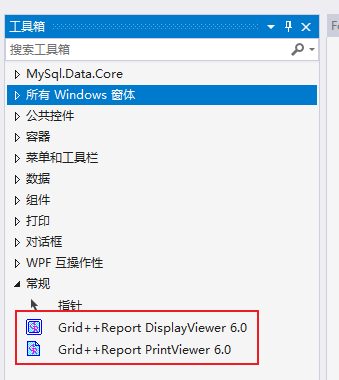 工具箱
搜索工具箱
MySql.Data.Core
所有 Windows 窗体
公共控件
容器
菜单和工具栏
数据
组件
打印
对话框
WPF 互操作性
常规
指针
Grid++Report DisplayViewer 6.0
Grid++Report PrintViewer 6.0